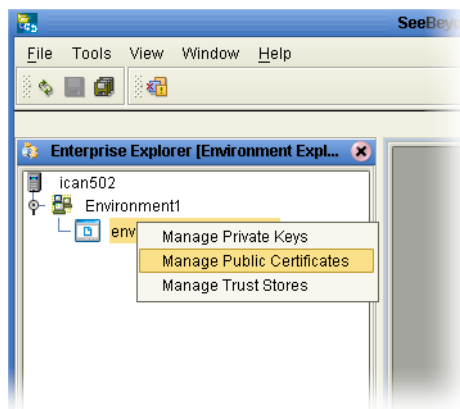 SeeBeyo
File Tools View Window Help
Enterprise Explorer [Environment Expl...
ican502
Environment1
env
Manage Private Keys
Manage Public Certificates
Manage Trust Stores